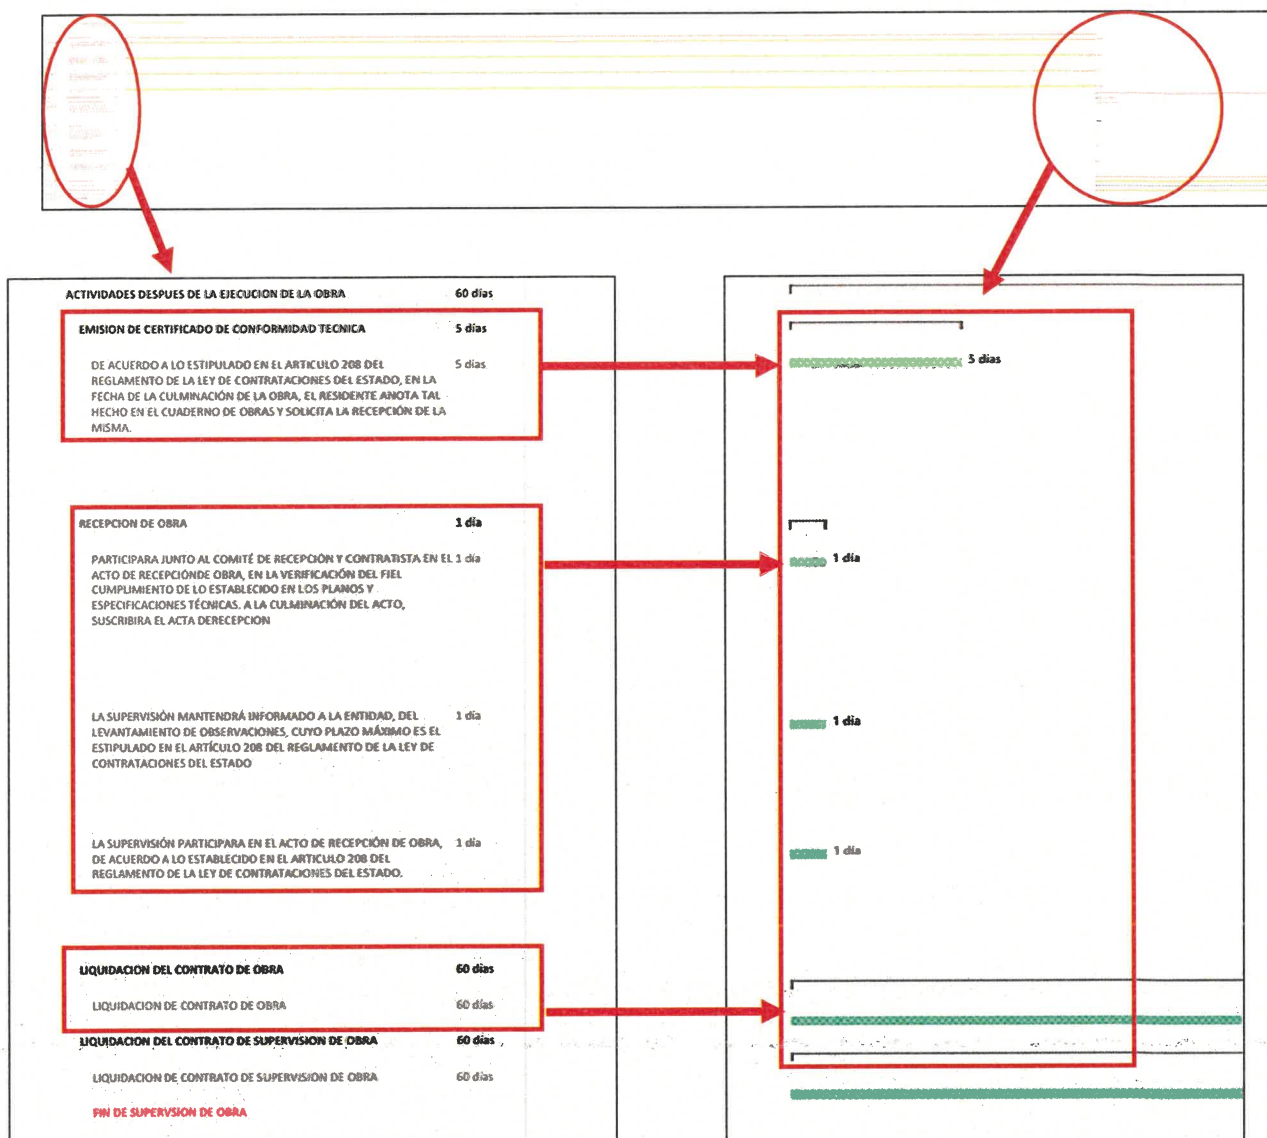 ACTIVIDADES DESPUES DE LA EJECUCION DE LA OBRA 60 días
EMISION DE CERTIFICADO DE CONFORMIDAD TECNICA 5 días
DE ACUERDO A LO ESTIPULADO EN EL ARTICULO 208 DEL 5 días
REGLAMENTO DE LA LEY DE CONTRATACIONES DEL ESTADO, EN LA
FECHA DE LA CULMINACIÓN DE LA OBRA, EL RESIDENTE ANOTA TAL
HECHO EN EL CUADERNO DE OBRAS Y SOLICITA LA RECEPCIÓN DE LA
MISMA.
5 días
RECEPCION DE OBRA 1 día
PARTICIPARA JUNTO AL COMITÉ DE RECEPCIÓN Y CONTRATISTA EN EL 1 día
ACTO DE RECEPCIÓNDE OBRA, EN LA VERIFICACIÓN DEL FIEL
CUMPLIMIENTO DE LO ESTABLECIDO EN LOS PLANOS Y
ESPECIFICACIONES TÉCNICAS. A LA CULMINACIÓN DEL ACTO,
SUSCRIBIRA EL ACTA DERECEPCION
1 día
LA SUPERVISIÓN MANTENDRÁ INFORMADO A LA ENTIDAD, DEL 1 día
LEVANTAMIENTO DE OBSERVACIONES, CUYO PLAZO MÁXIMO ES EL
ESTIPULADO EN EL ARTÍCULO 208 DEL REGLAMENTO DE LA LEY DE
CONTRATACIONES DEL ESTADO
1 día
LA SUPERVISIÓN PARTICIPARA EN EL ACTO DE RECEPCIÓN DE OBRA, 1 día
DE ACUERDO A LO ESTABLECIDO EN EL ARTICULO 208 DEL
REGLAMENTO DE LA LEY DE CONTRATACIONES DEL ESTADO.
1 día
LIQUIDACION DEL CONTRATO DE OBRA 60 días
LIQUIDACION DE CONTRATO DE OBRA 60 días
LIQUIDACION DEL CONTRATO DE SUPERVISION DE OBRA 60 días
LIQUIDACION DE CONTRATO DE SUPERVISION DE OBRA 60 días
FIN DE SUPERVSION DE OBRA